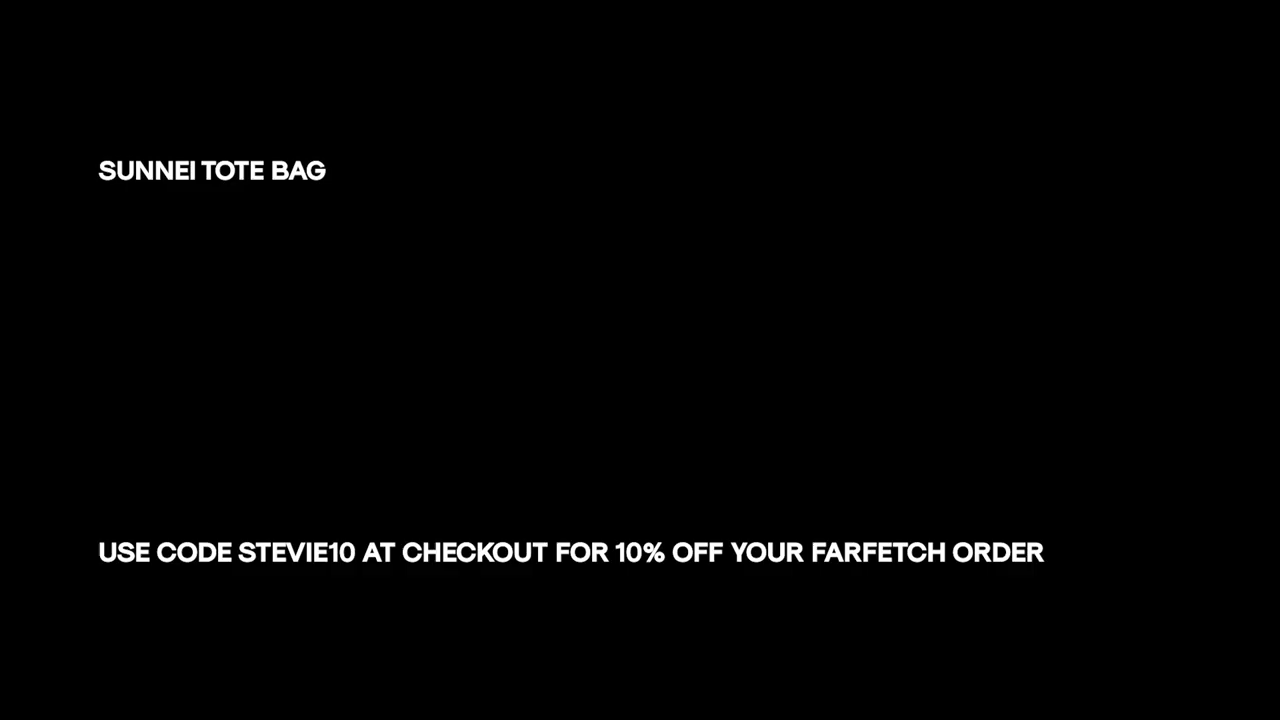 SUNNEI TOTE BAG
USE CODE STEVIE10 AT CHECKOUT FOR 10% OFF YOUR FARFETCH ORDER